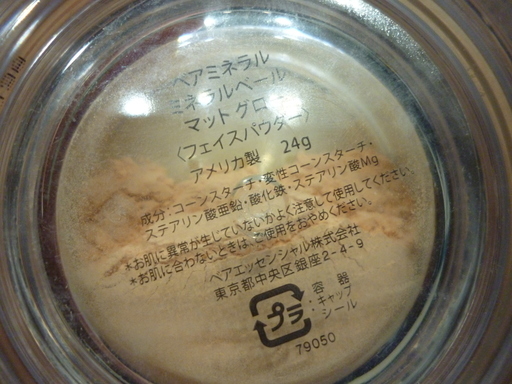 ベアミネラル
ミネラルベール
マット グロ
〈フェイスパウダー〉
アメリカ製 24g
成分:コーンスターチ・変性コーンスターチ・
ステアリン酸亜鉛・酸化鉄・ステアリン酸Mg
*お肌に異常が生じていないかよく注意して使用してください。
*お肌に合わないときは、ご使用をおやめください。
ベアエッセンシャル株式会社
東京都中央区銀座2-4-9
プラ
容器
・キャップ
・シール
79050